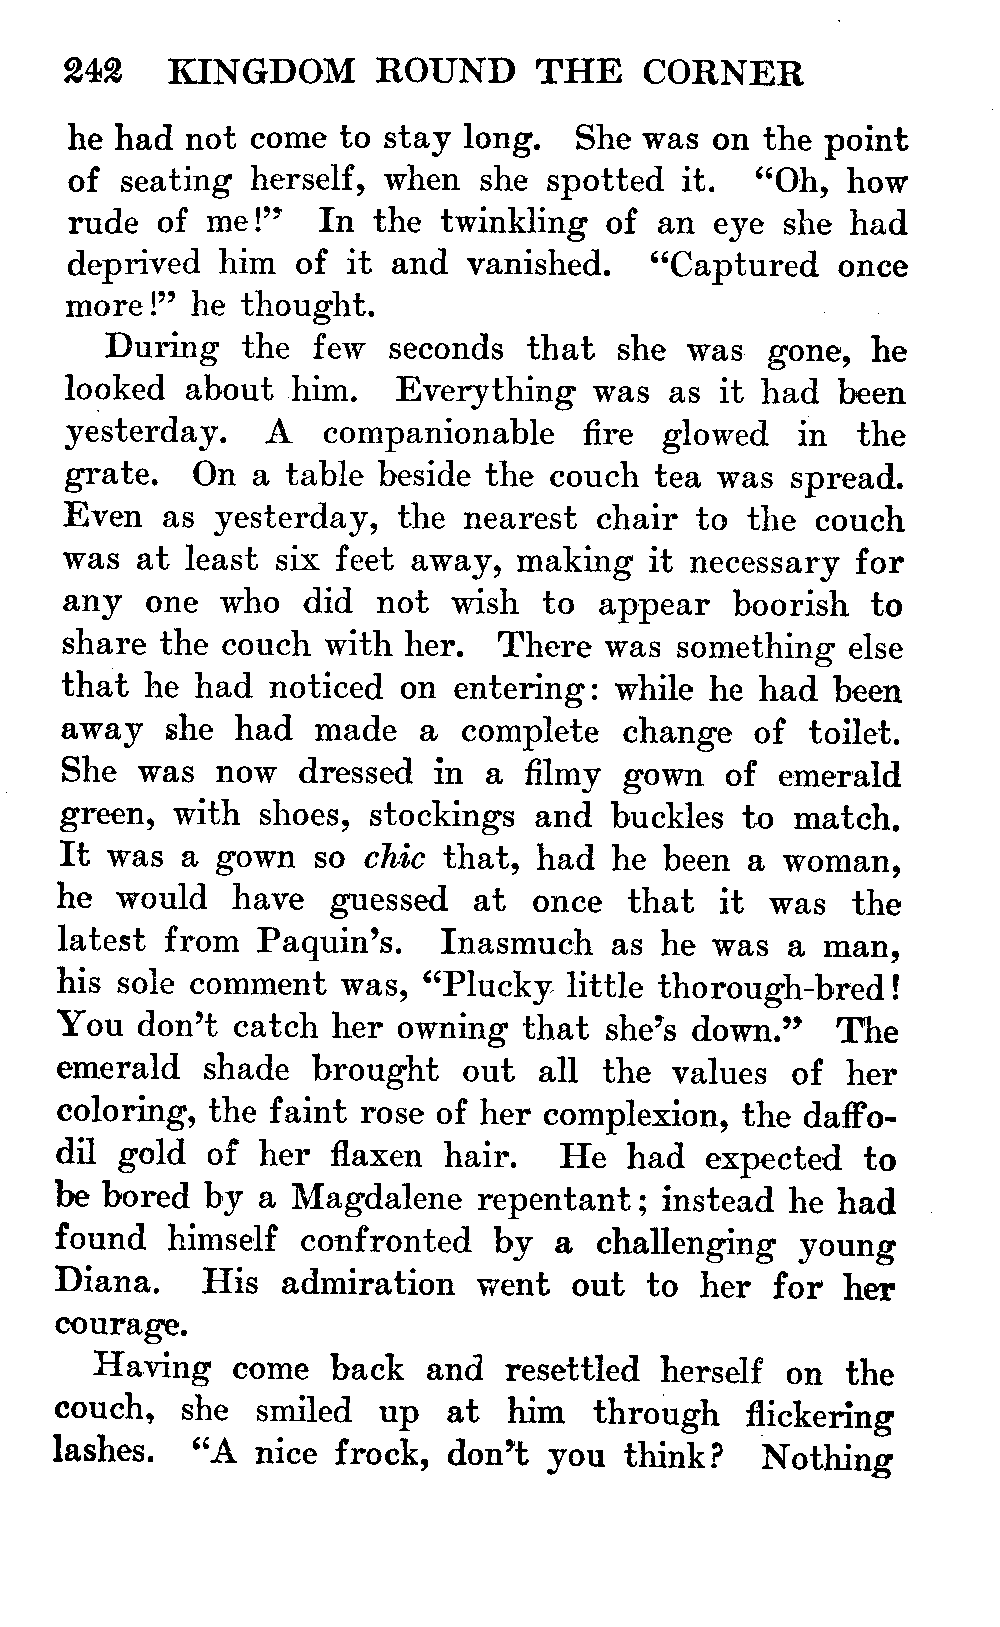 242 KINGDOM ROUND THE CORNER
he had not come to stay long. She was on the point
of seating herself, when she spotted it. “Oh, how
rude of me!” In the twinkling of an eye she had
deprived him of it and vanished. “Captured once
more!” he thought.
During the few seconds that she was gone, he
looked about him. Everything was as it had been
yesterday. A companionable fire glowed in the
grate. On a table beside the couch tea was spread.
Even as yesterday, the nearest chair to the couch
was at least six feet away, making it necessary for
any one who did not wish to appear boorish to
share the couch with her. There was something else
that he had noticed on entering: while he had been
away she had made a complete change of toilet.
She was now dressed in a filmy gown of emerald
green, with shoes, stockings and buckles to match.
It was a gown so chic that, had he been a woman,
he would have guessed at once that it was the
latest from Paquin’s. Inasmuch as he was a man,
his sole comment was, “Plucky little thorough-bred!
You don’t catch her owning that she’s down.” The
emerald shade brought out all the values of her
coloring, the faint rose of her complexion, the daffo-
dil gold of her flaxen hair. He had expected to
be bored by a Magdalene repentant; instead he had
found himself confronted by a challenging young
Diana. His admiration went out to her for her
courage.
Having come back and resettled herself on the
couch, she smiled up at him through flickering
lashes. “A nice frock, don’t you think? Nothing